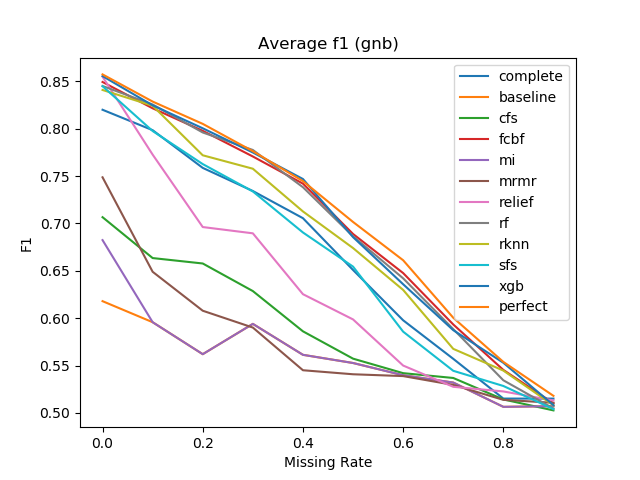 Average f1 (gnb)
F1
0.85
0.80
0.75
0.70
0.65
0.60
0.55
0.50
0.0
0.2
0.4
0.6
0.8
Missing Rate
complete
baseline
cfs
fcbf
mi
mrmr
relief
rf
rknn
sfs
xgb
perfect